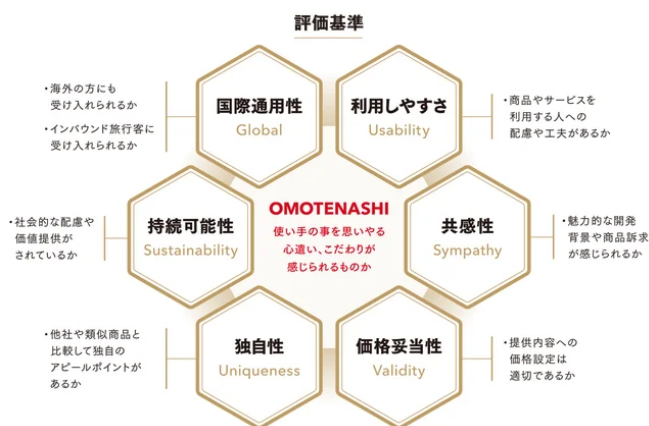 評価基準
国際通用性
Global
・海外の方にも
受け入れられるか
・インバウンド旅行客に
受け入れられるか
利用しやすさ
Usability
・商品やサービスを
利用する人への
配慮や工夫があるか
持続可能性
Sustainability
・社会的な配慮や
価値提供が
されているか
OMOTENASHI
使い手の事を思いやる
心遣い、こだわりが
感じられるものか
共感性
Sympathy
・魅力的な開発
背景や商品訴求
が感じられるか
独自性
Uniqueness
・他社や類似商品と
比較して独自の
アピールポイントが
あるか
価格妥当性
Validity
・提供内容への
価格設定は
適切であるか